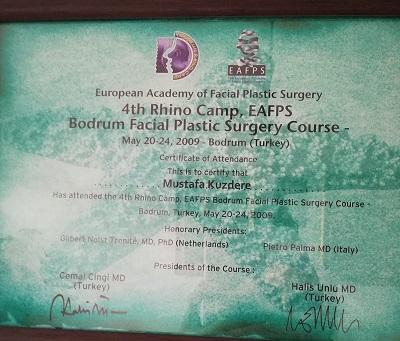 EAFPS
European Academy of Facial Plastic Surgery
4th Rhino Camp, EAFPS
Bodrum Facial Plastic Surgery Course -
May 20-24, 2009 - Bodrum (Turkey)
Certificate of Attendance
This is to certify that
Mustafa Kuzdere
Has attended the 4th Rhino Camp, EAFPS Bodrum Facial Plastic Surgery Course -
Bodrum, Turkey, May 20-24, 2009.
Honorary Presidents:
Gilbert Nolst Trenité, MD, PhD (Netherlands) Pietro Palma MD (Italy)
Presidents of the Course:
Cemal Cingi MD Halis Unlu MD
(Turkey) (Turkey)